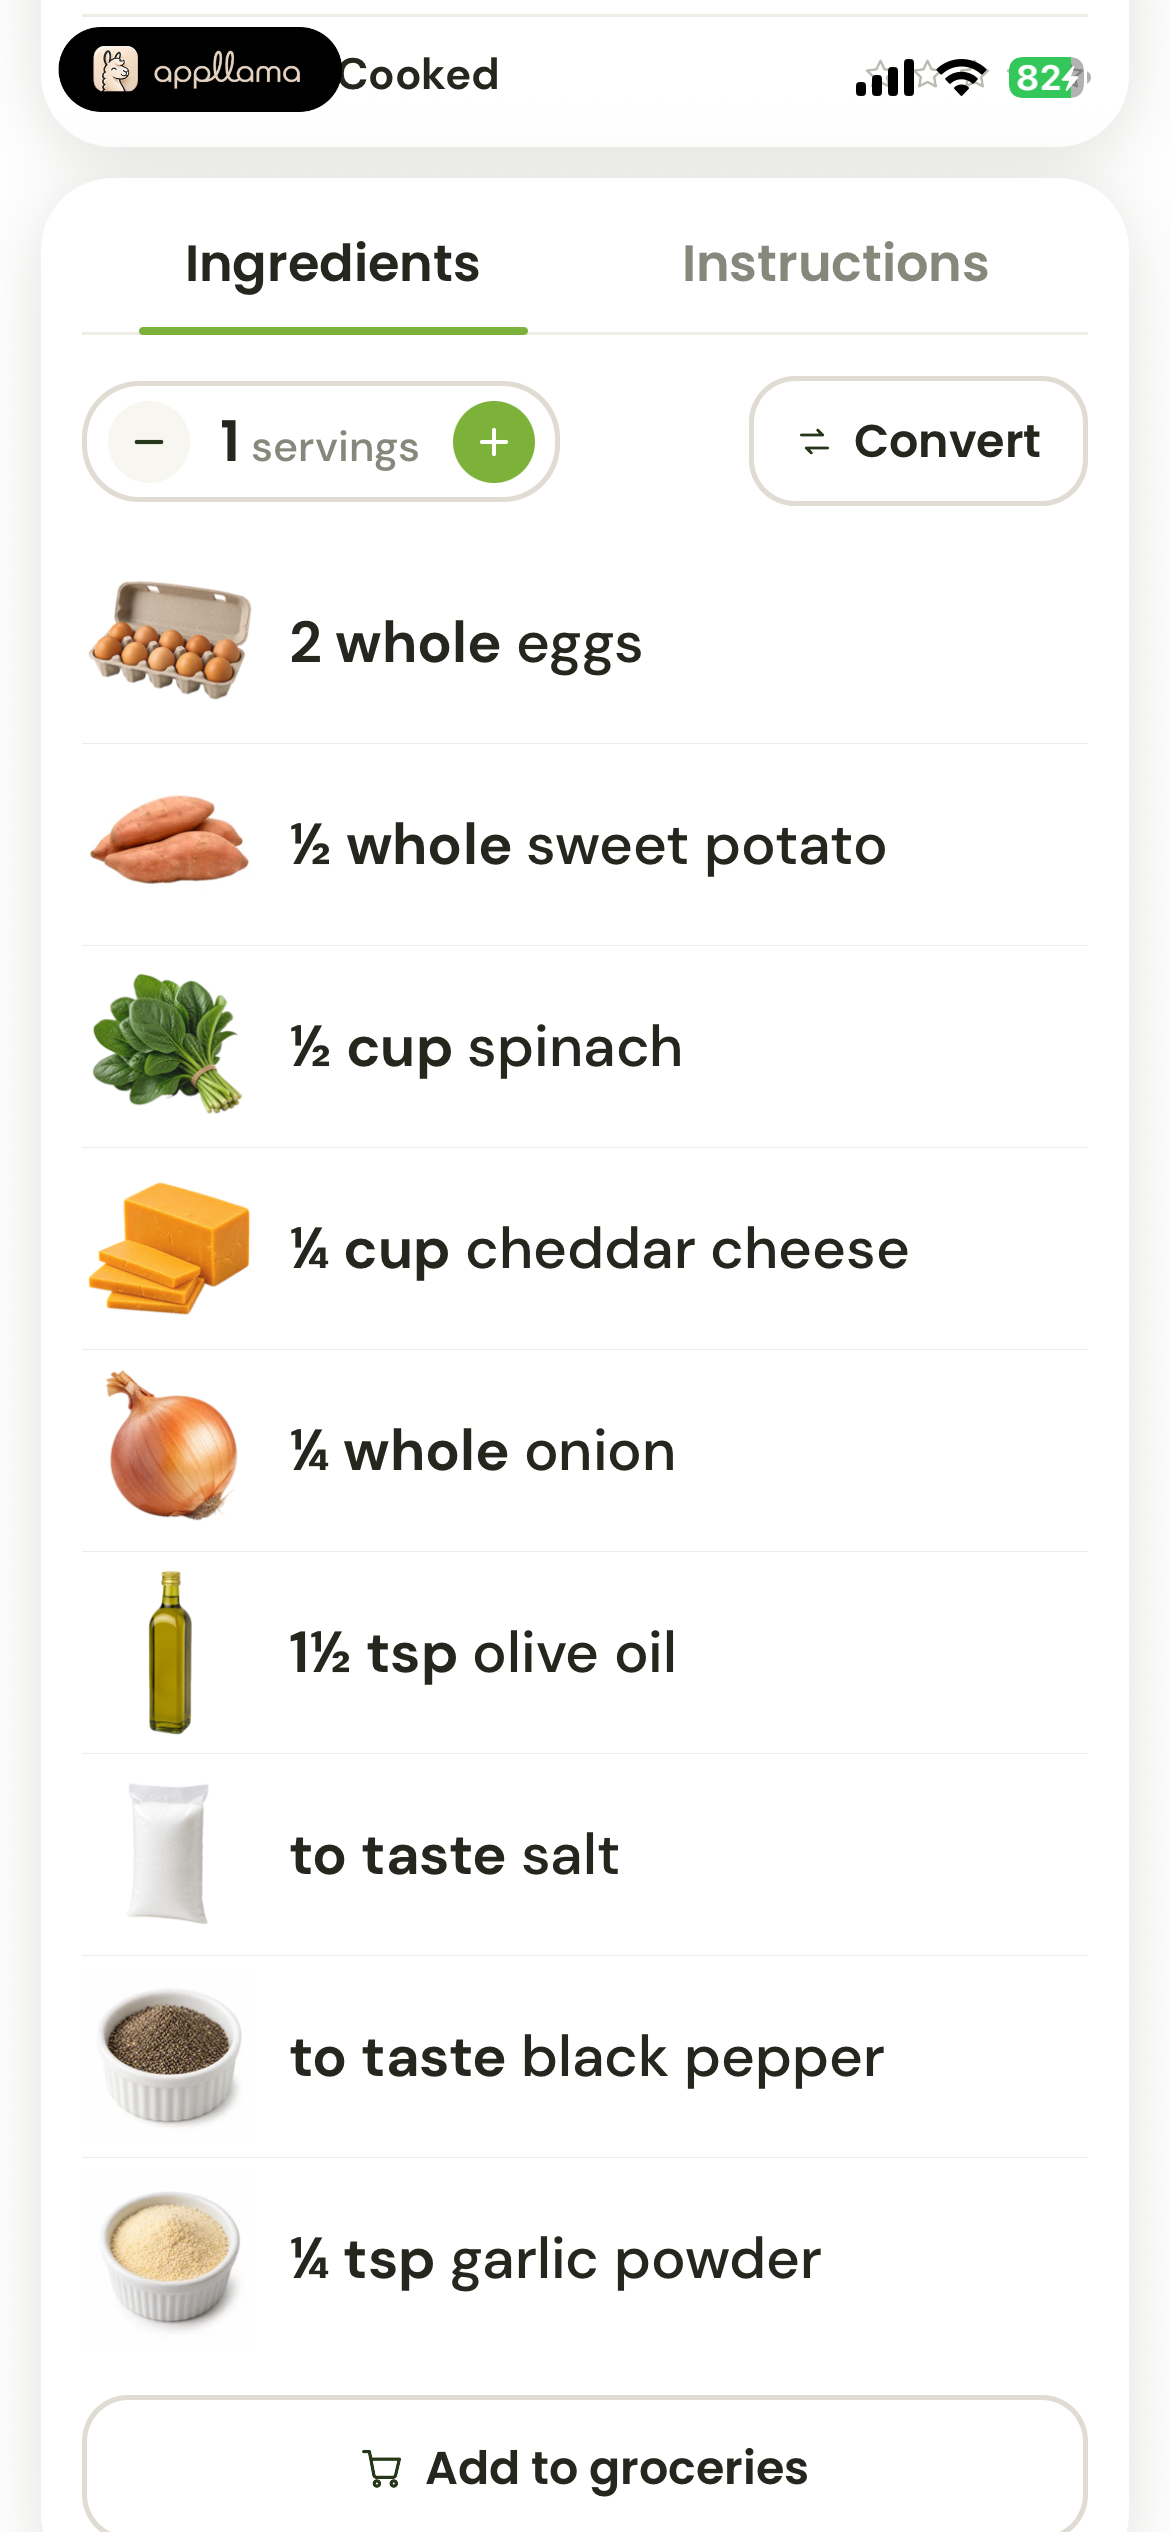 appllama
Cooked
82
Ingredients
Instructions
1 servings
Convert
2 whole eggs
½ whole sweet potato
½ cup spinach
¼ cup cheddar cheese
¼ whole onion
1½ tsp olive oil
to taste salt
to taste black pepper
¼ tsp garlic powder
Add to groceries